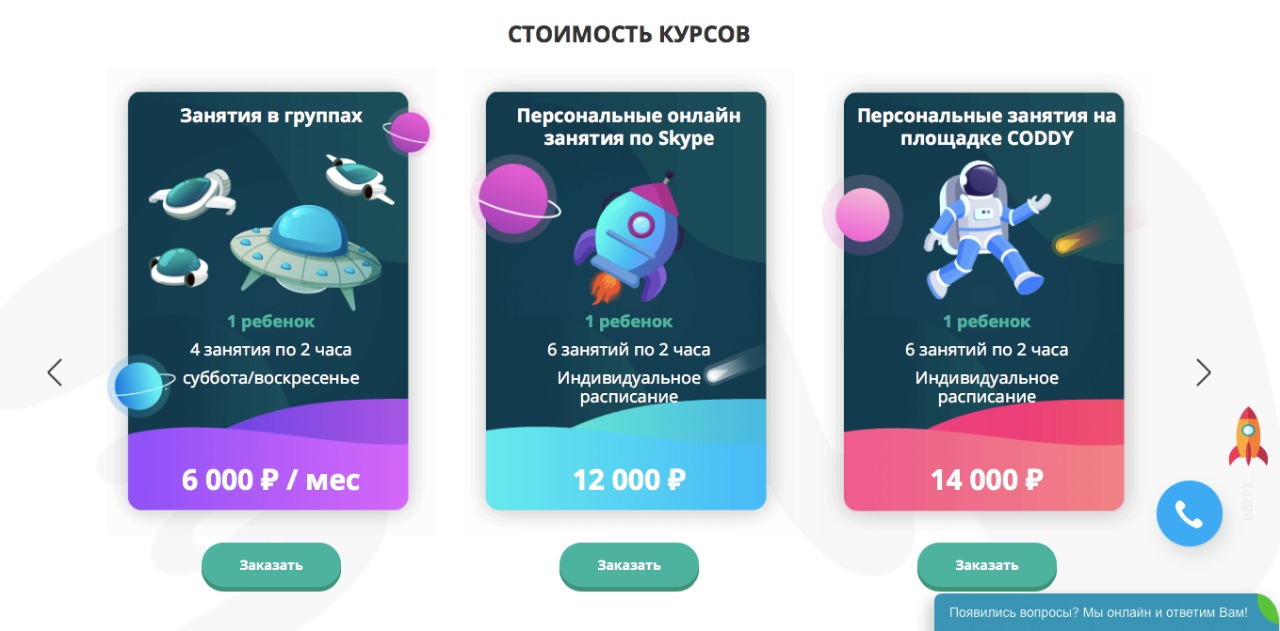 СТОИМОСТЬ КУРСОВ
Занятия в группах
1 ребенок
4 занятия по 2 часа
суббота/воскресенье
6 000 ₽ / мес
Заказать
Персональные онлайн
занятия по Skype
1 ребенок
6 занятий по 2 часа
Индивидуальное
расписание
12 000 ₽
Заказать
Персональные занятия на
площадке CODDY
1 ребенок
6 занятий по 2 часа
Индивидуальное
расписание
14 000 ₽
Заказать
ВВЕРХ
Появились вопросы? Мы онлайн и ответим Вам!